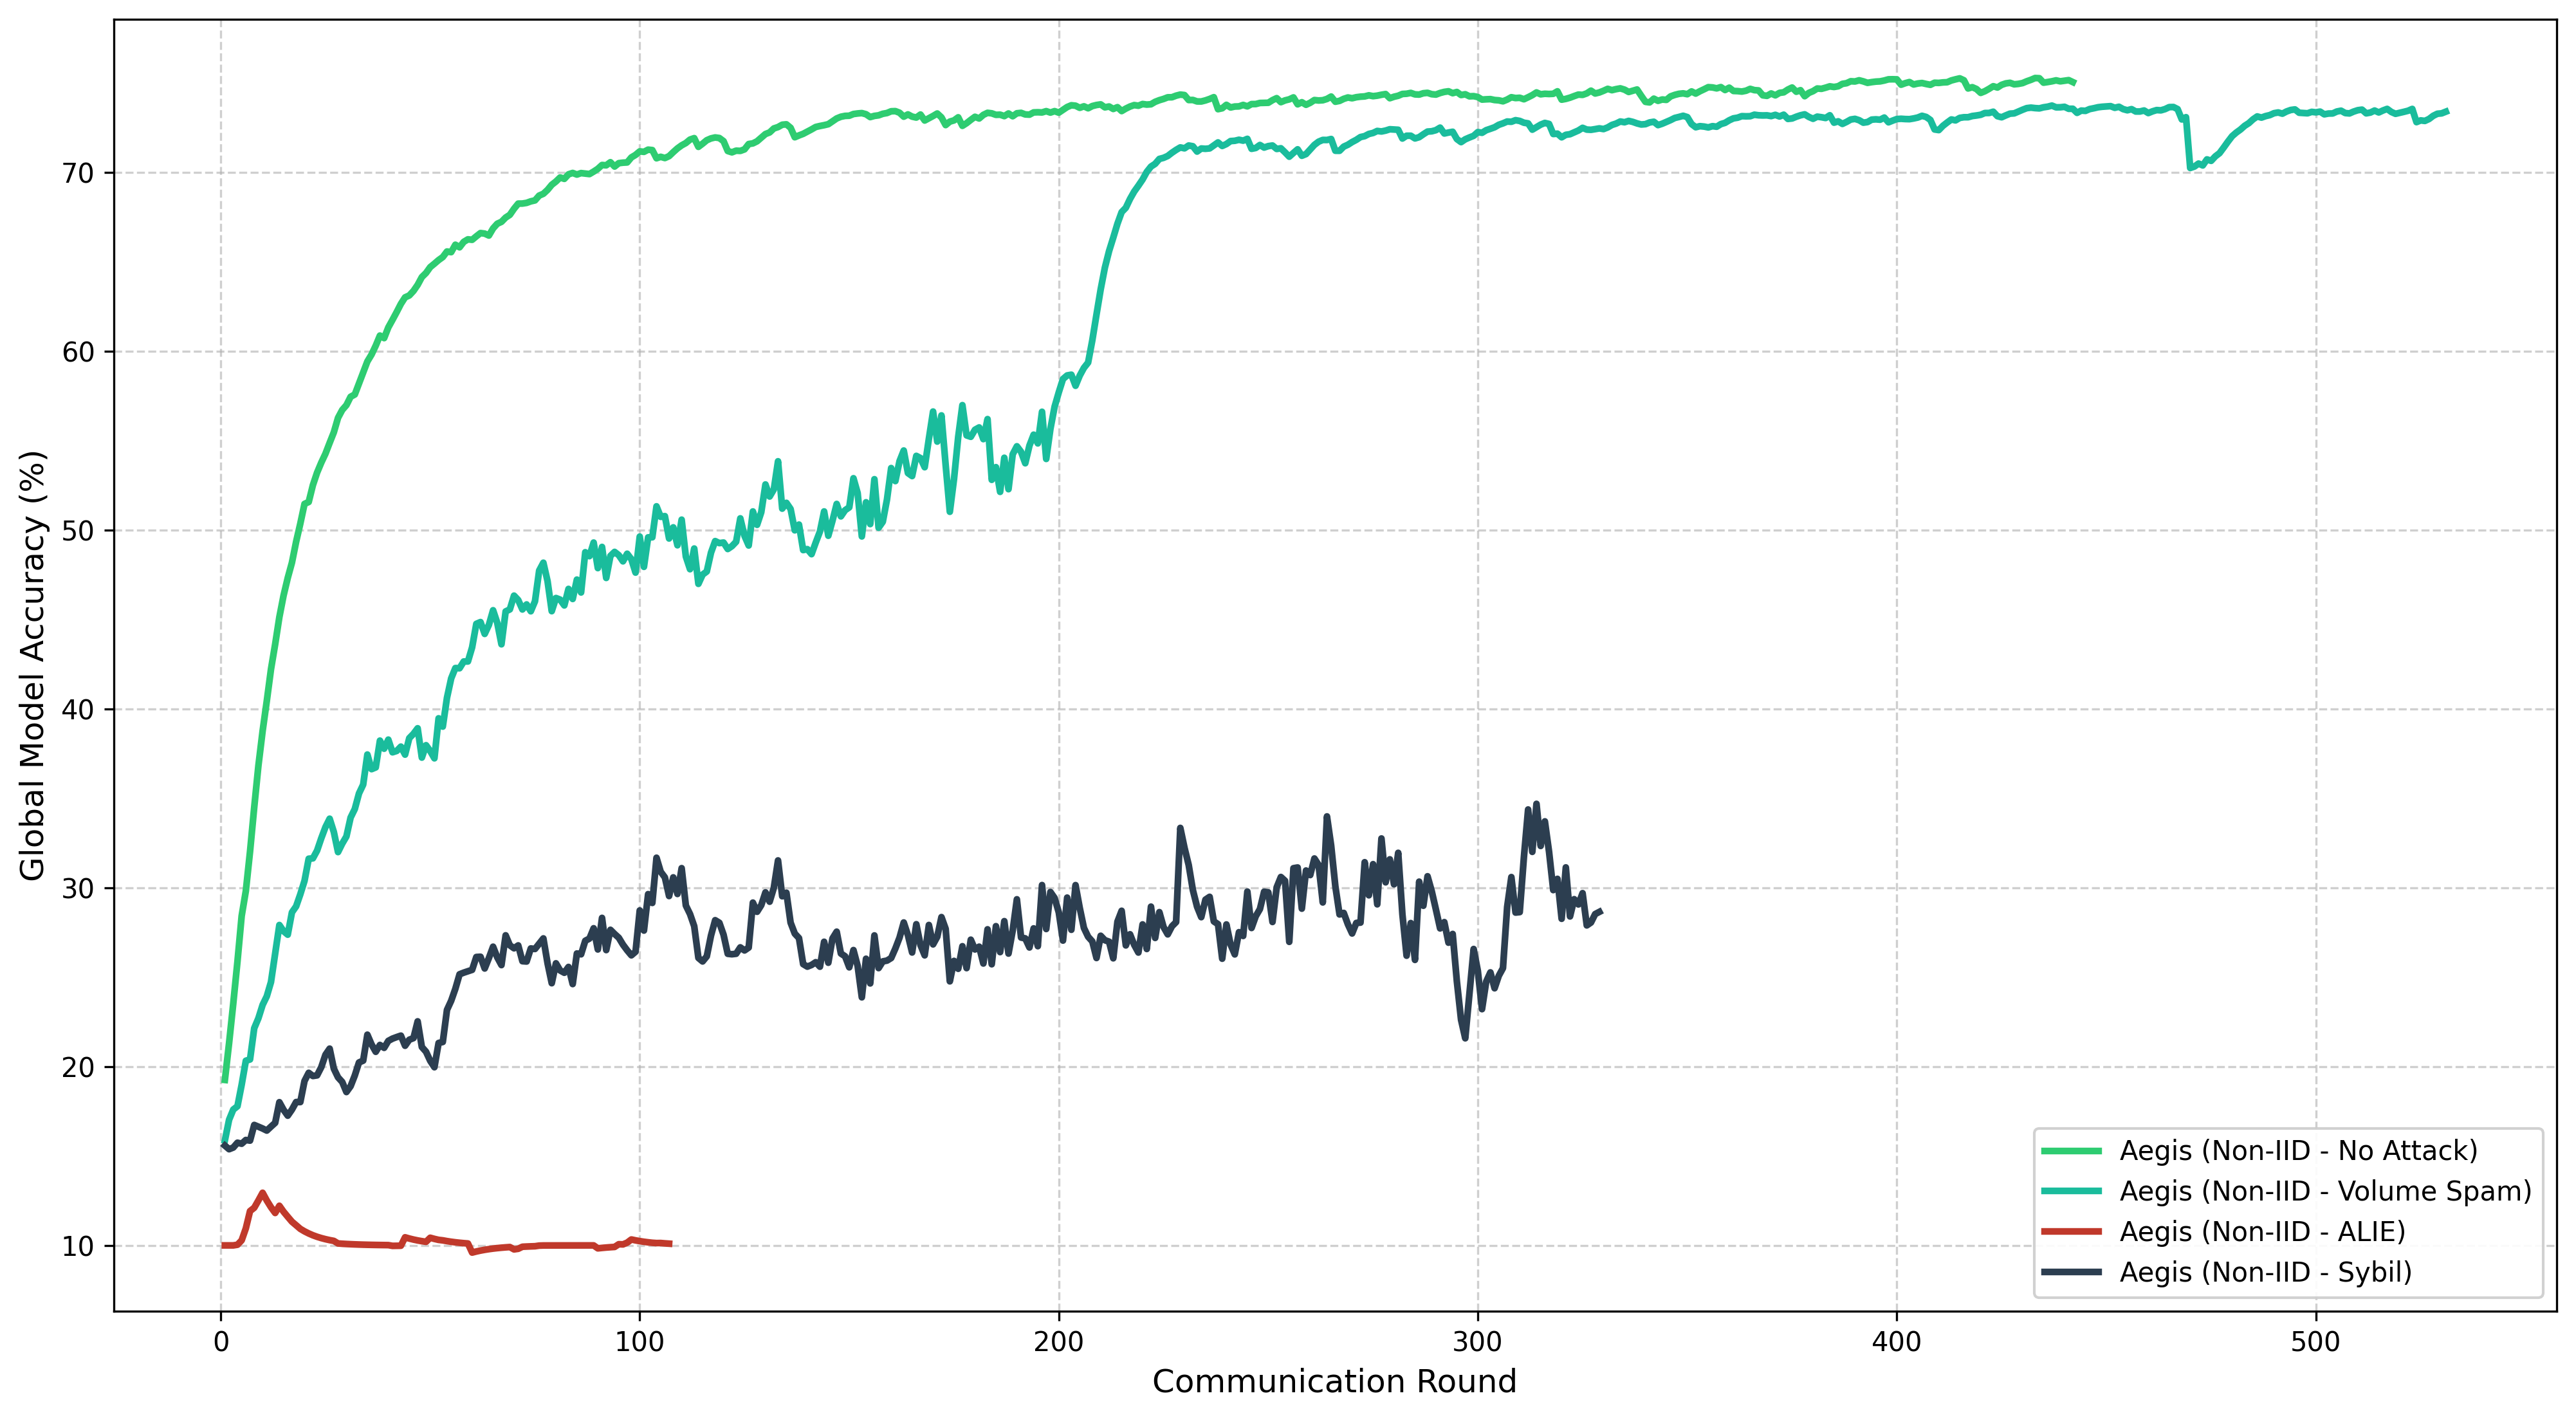 Global Model Accuracy (%)
70
60
50
40
30
20
10
0
100
200
300
400
500
Communication Round
Aegis (Non-IID - No Attack)
Aegis (Non-IID - Volume Spam)
Aegis (Non-IID - ALIE)
Aegis (Non-IID - Sybil)